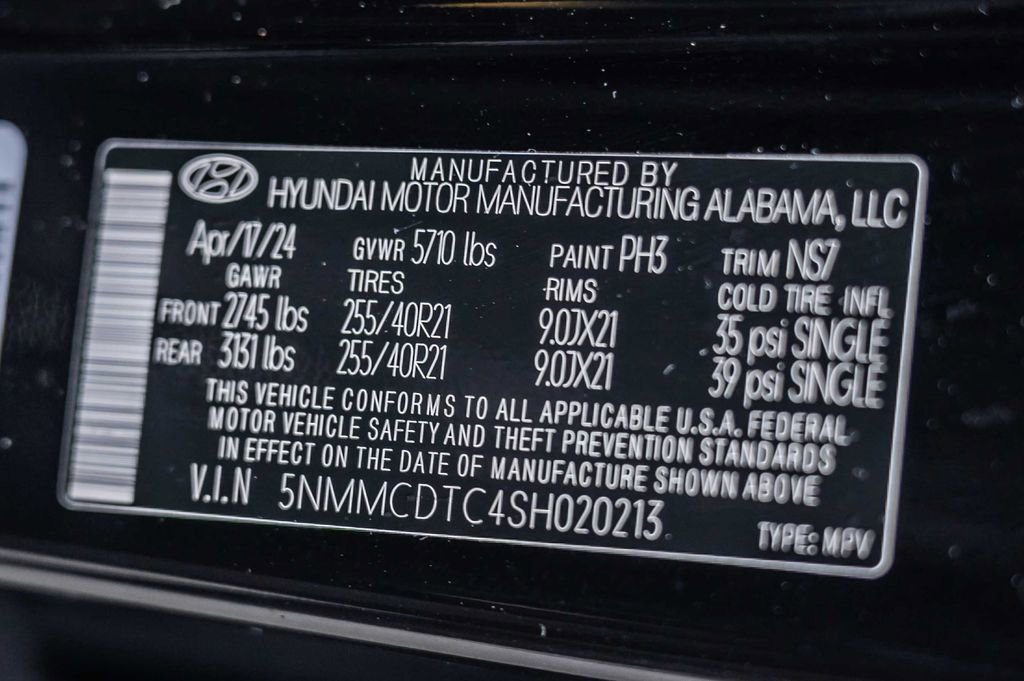 MANUFACTURED BY
HYUNDAI MOTOR MANUFACTURING ALABAMA, LLC
Apr/17/24 GVWR 5710 lbs PAINT PH3 TRIM NS7
GAWR TIRES RIMS COLD TIRE INFL
FRONT 2745 lbs 255/40R21 9.0JX21 35 psi SINGLE
REAR 3131 lbs 255/40R21 9.0JX21 39 psi SINGLE
THIS VEHICLE CONFORMS TO ALL APPLICABLE U.S.A. FEDERAL
MOTOR VEHICLE SAFETY AND THEFT PREVENTION STANDARDS
IN EFFECT ON THE DATE OF MANUFACTURE SHOWN ABOVE
V.I.N 5NMMCDTC4SH020213
TYPE: MPV